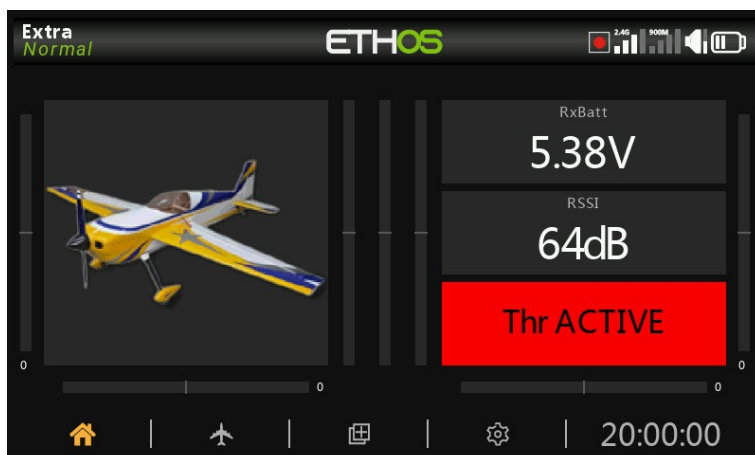 Extra
Normal
ETHOS
2.4G
900M
RxBatt
5.38V
RSSI
64dB
Thr ACTIVE
0
0
0
0
20:00:00